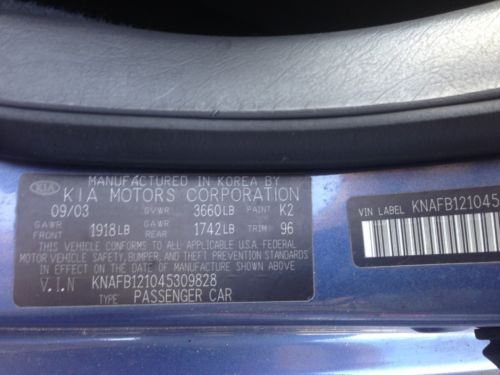 MANUFACTURED IN KOREA BY
KIA KIA MOTORS CORPORATION
09/03 GVWR 3660LB PAINT K2
GAWR FRONT 1918LB GAWR REAR 1742LB TRIM 96
THIS VEHICLE CONFORMS TO ALL APPLICABLE U.S.A FEDERAL
MOTOR VEHICLE SAFETY,BUMPER, AND THEFT PREVENTION STANDARDS
IN EFFECT ON THE DATE OF MANUFACTURE SHOWN ABOVE.
V.I.N KNAFB121045309828
TYPE PASSENGER CAR
VIN LABEL KNAFB121045